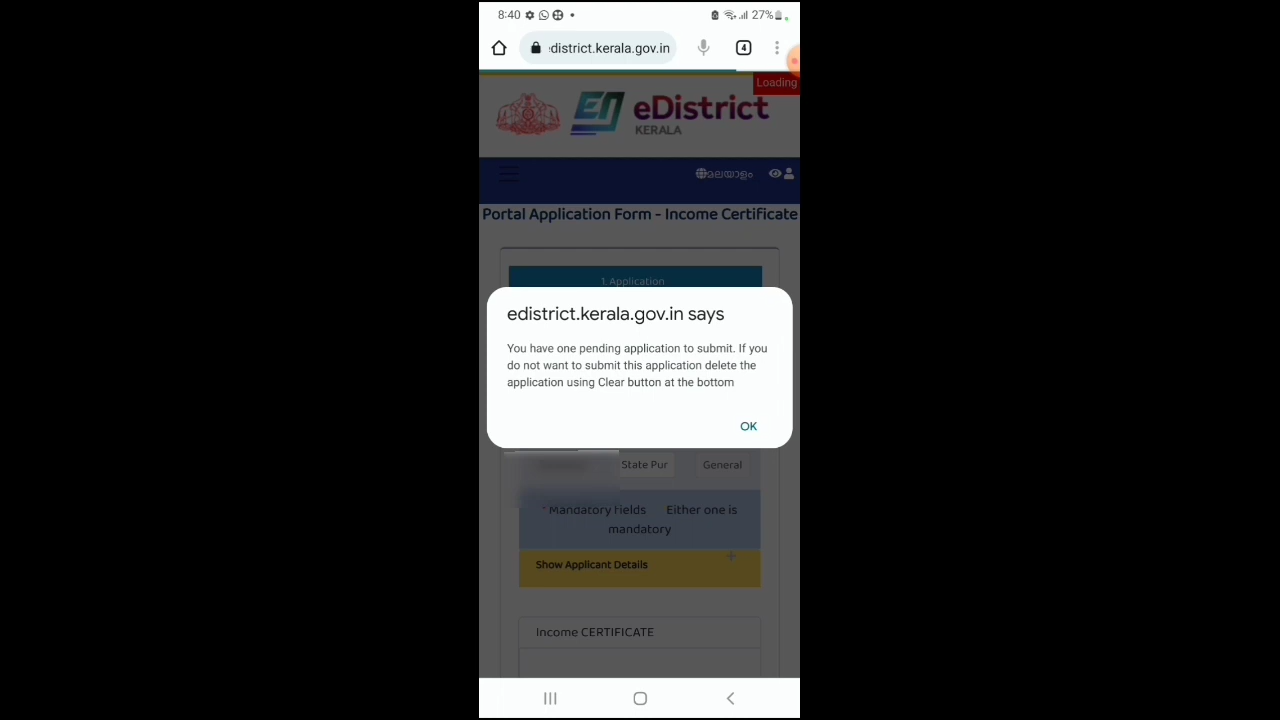 8:40
27%
district.kerala.gov.in
4
Loading
eDistrict
KERALA
മലയാളം
Portal Application Form - Income Certificate
1. Application
edistrict.kerala.gov.in says
You have one pending application to submit. If you
do not want to submit this application delete the
application using Clear button at the bottom
OK
State Pur
General
* Mandatory Fields Either one is
mandatory
Show Applicant Details
+
Income CERTIFICATE